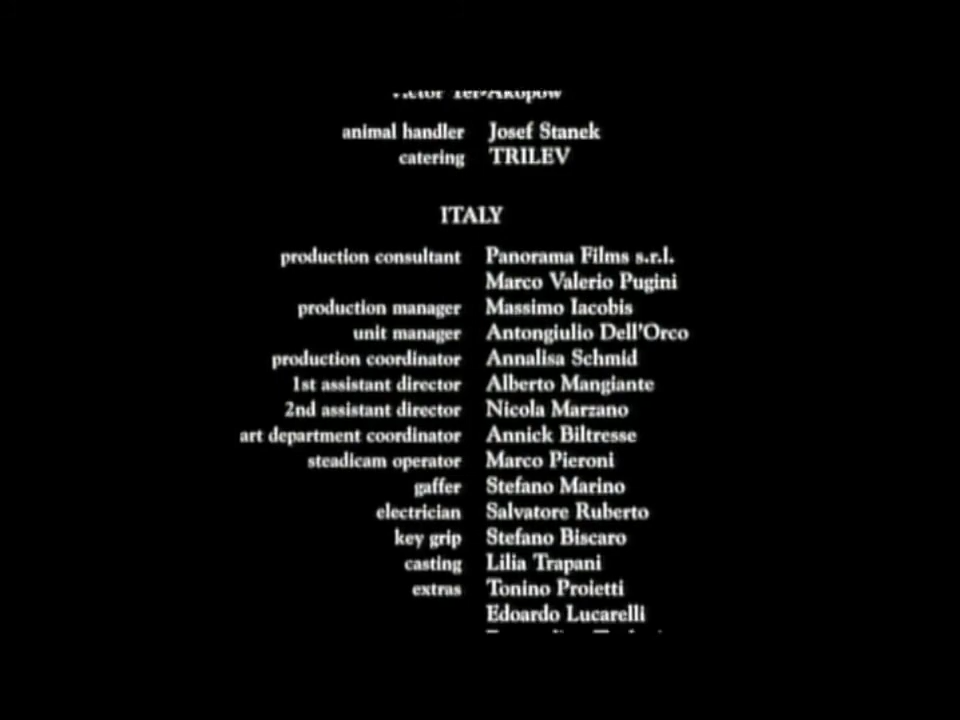 animal handler Josef Stanek
catering TRILEV
ITALY
production consultant Panorama Films s.r.l.
Marco Valerio Pugini
production manager Massimo Iacobis
unit manager Antongiulio Dell'Orco
production coordinator Annalisa Schmid
1st assistant director Alberto Mangiante
2nd assistant director Nicola Marzano
art department coordinator Annick Biltresse
steadicam operator Marco Pieroni
gaffer Stefano Marino
electrician Salvatore Ruberto
key grip Stefano Biscaro
casting Lilia Trapani
extras Tonino Proietti
Edoardo Lucarelli